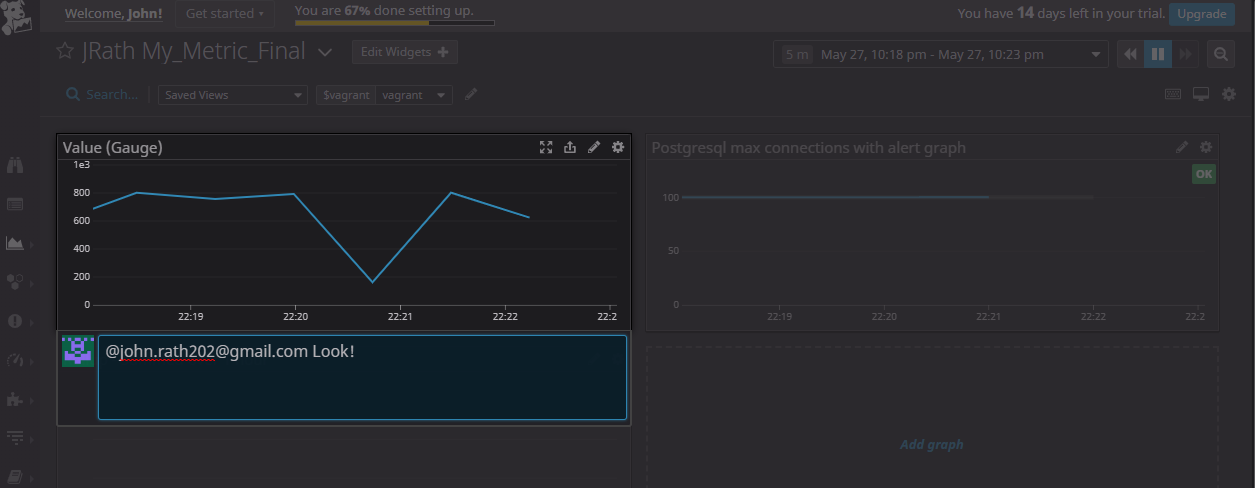 Welcome, John!
Get started
You are 67% done setting up.
You have 14 days left in your trial.
Upgrade
JRath My_Metric_Final
Edit Widgets +
5 m May 27, 10:18 pm - May 27, 10:23 pm
Search...
Saved Views
$vagrant vagrant
Value (Gauge)
1e3
800
600
400
200
0
22:19 22:20 22:21 22:22 22:2
@john.rath202@gmail.com Look!
Postgresql max connections with alert graph
OK
100
50
0
22:19 22:20 22:21 22:22 22:2
Add graph